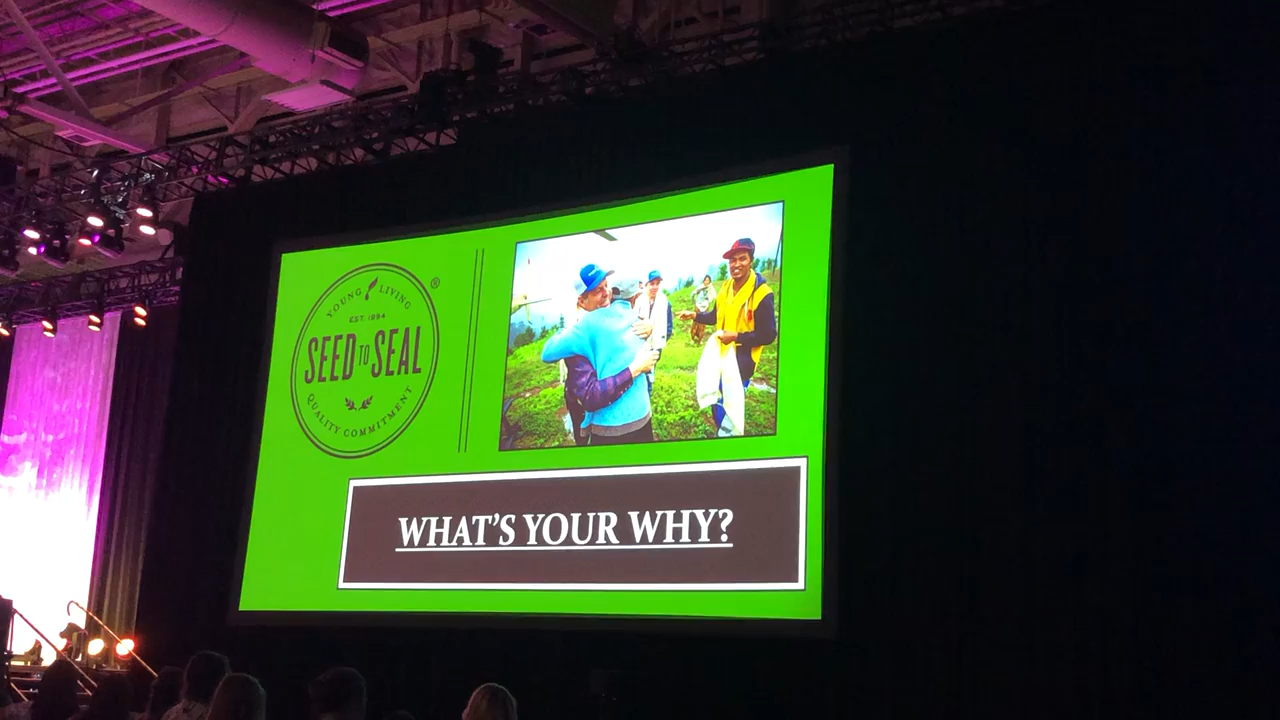 YOUNG LIVING
EST. 1994
SEED TO SEAL
QUALITY COMMITMENT
®
WHAT'S YOUR WHY?